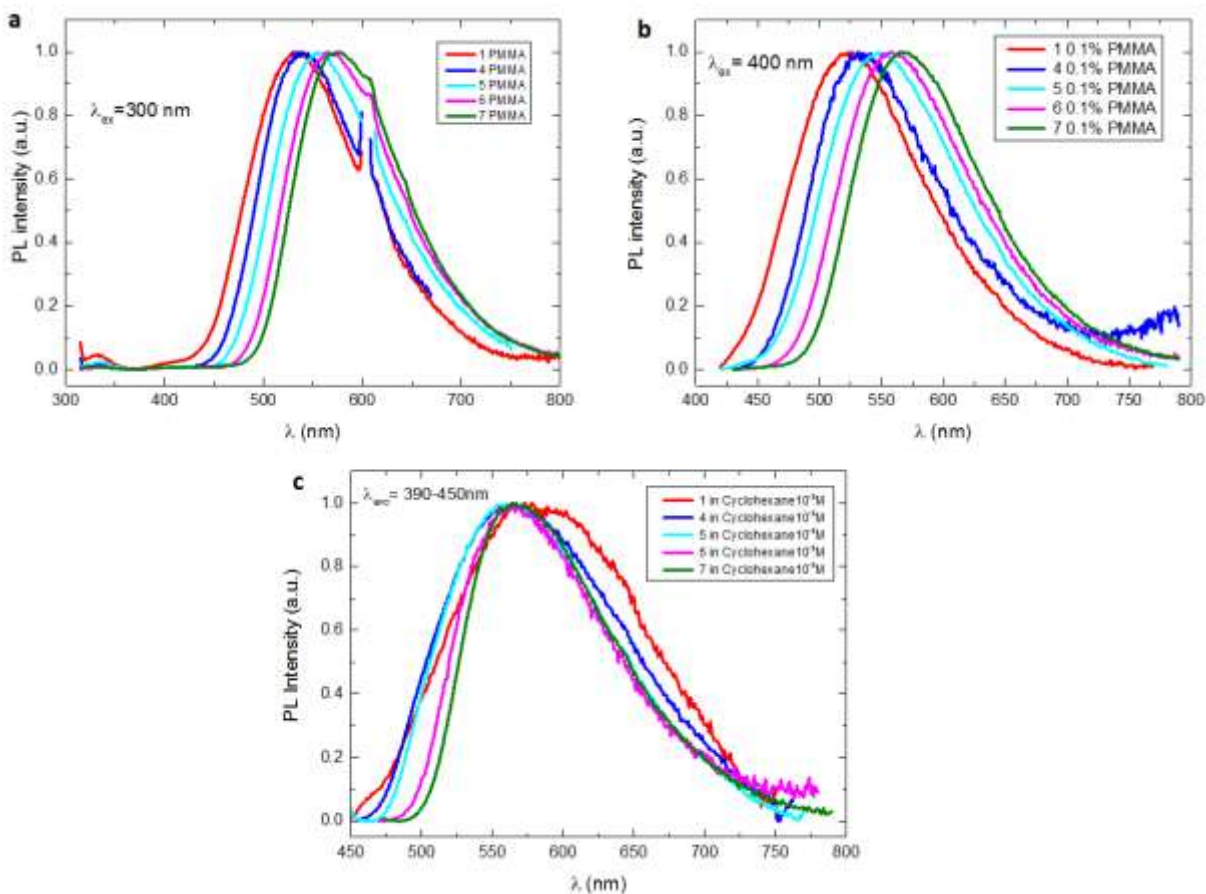 a
λex=300 nm
1 PMMA
4 PMMA
5 PMMA
6 PMMA
7 PMMA
PL intensity (a.u.)
1.0
0.8
0.6
0.4
0.2
0.0
300 400 500 600 700 800
λ (nm)
b
λex= 400 nm
1 0.1% PMMA
4 0.1% PMMA
5 0.1% PMMA
6 0.1% PMMA
7 0.1% PMMA
PL intensity (a.u.)
1.0
0.8
0.6
0.4
0.2
0.0
400 450 500 550 600 650 700 750 800
λ (nm)
c
λexc= 390-450nm
1 in Cyclohexane
4 in Cyclohexane
5 in Cyclohexane
6 in Cyclohexane
7 in Cyclohexane
PL Intensity (a.u.)
1.0
0.8
0.6
0.4
0.2
0.0
450 500 550 600 650 700 750 800
λ (nm)